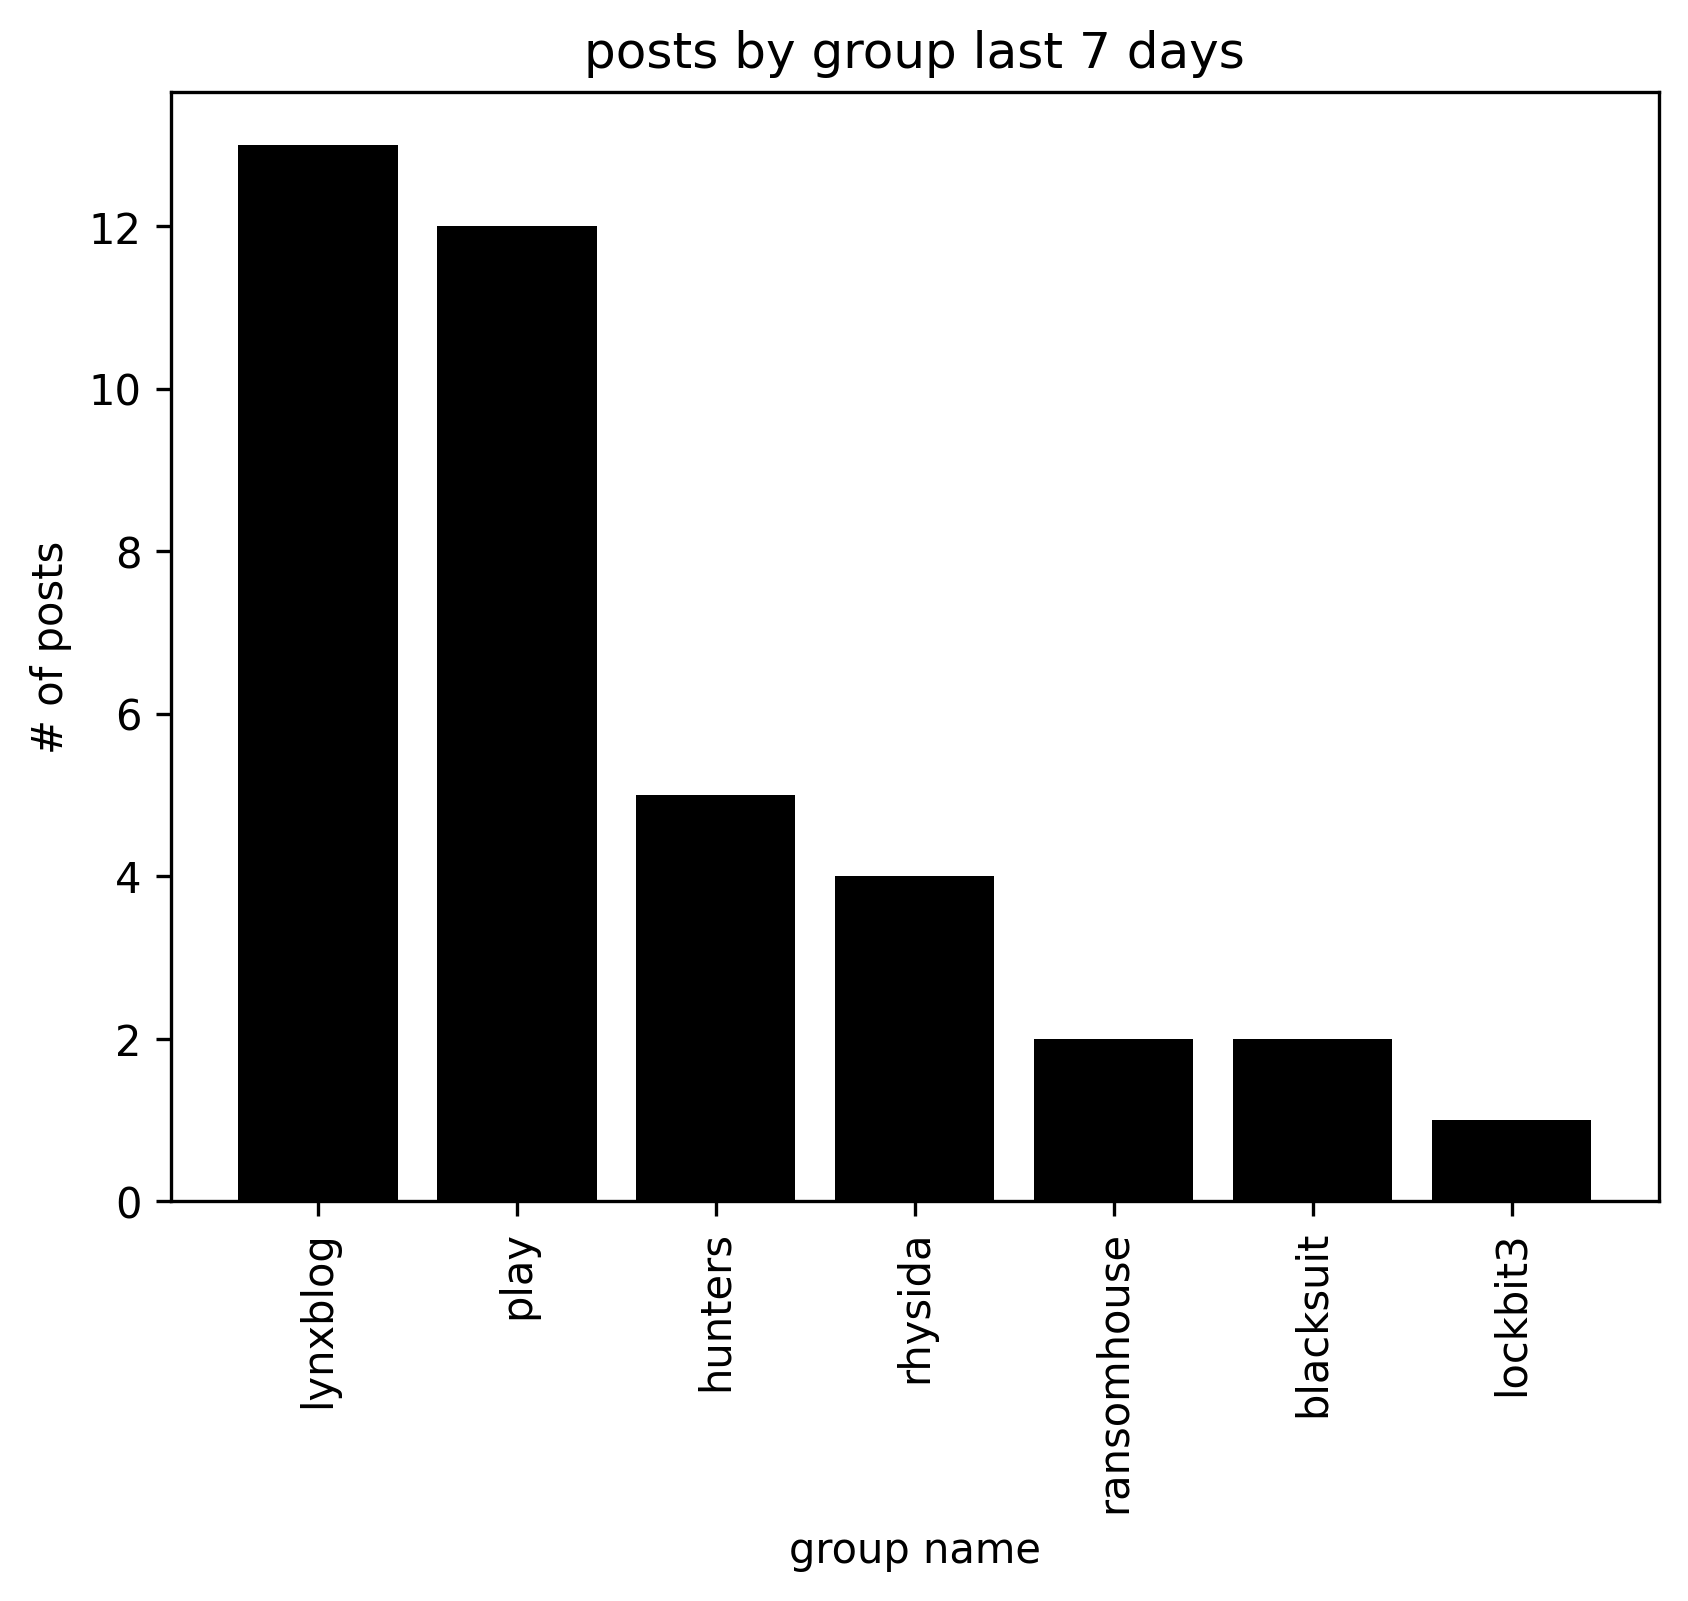 posts by group last 7 days
# of posts
12
10
8
6
4
2
0
lynxblog
play
hunters
rhysida
ransomhouse
blacksuit
lockbit3
group name